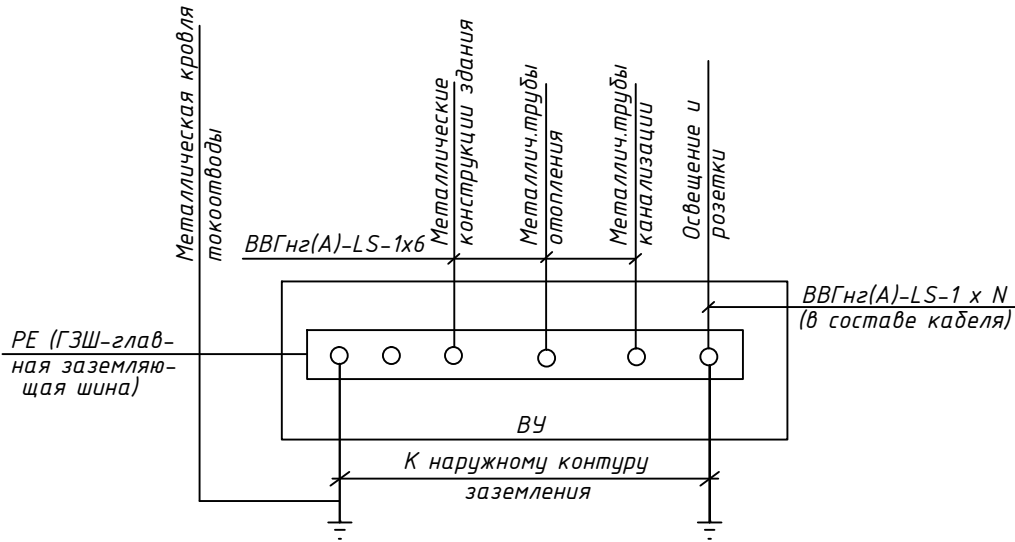 Металлическая кровля
токоотводы
Металлические
конструкции здания
Металлич.трубы
отопления
Металлич.трубы
канализации
Освещение и
розетки
ВВГнг(А)-LS-1х6
ВВГнг(А)-LS-1 х N
(в составе кабеля)
РЕ (ГЗШ-глав-
ная заземляю-
щая шина)
ВУ
К наружному контуру
заземления